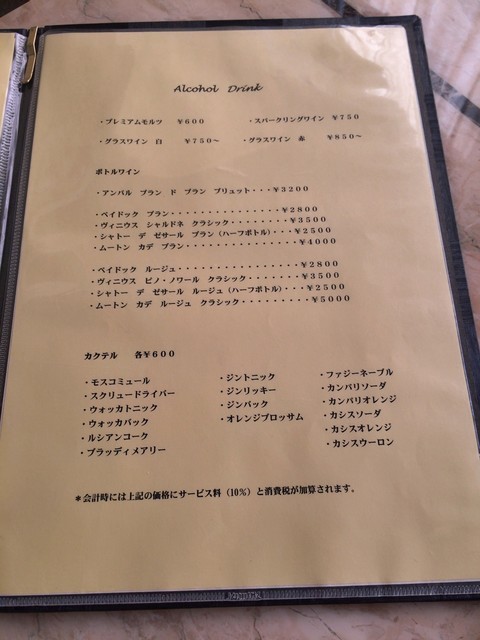 Alcohol Drink
・プレミアムモルツ ¥600 ・スパークリングワイン ¥750
・グラスワイン 白 ¥750~ ・グラスワイン 赤 ¥850~
ボトルワイン
・アンパル ブラン ド ブラン ブリュット・・・¥3200
・ペイドック ブラン・・・・・・・・・・・・・・・¥2800
・ヴィニウス シャルドネ クラシック・・・・・・・・¥3500
・シャトー デ ゼサール ブラン(ハーフボトル)・・・¥2500
・ムートン カデ ブラン・・・・・・・・・・・・・¥4000
・ペイドック ルージュ・・・・・・・・・・・・・・¥2800
・ヴィニウス ピノ・ノワール クラシック・・・・・・・¥3500
・シャトー デ ゼサール ルージュ(ハーフボトル)・・・¥2500
・ムートン カデ ルージュ クラシック・・・・・・・・・¥5000
カクテル 各¥600
・モスコミュール
・スクリュードライバー
・ウォッカトニック
・ウォッカバック
・ルシアンコーク
・ブラッディメアリー
・ジントニック
・ジンリッキー
・ジンバック
・オレンジブロッサム
・ファジーネーブル
・カンパリソーダ
・カンパリオレンジ
・カシスソーダ
・カシスオレンジ
・カシスウーロン
*会計時には上記の価格にサービス料(10%)と消費税が加算されます。